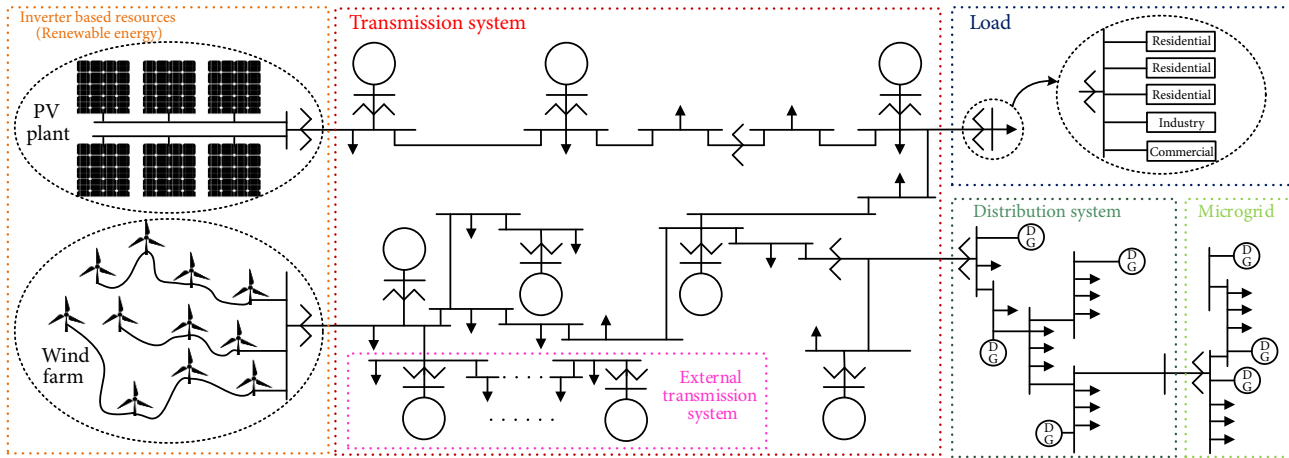 Inverter based resources
(Renewable energy)
PV
plant
Wind
farm
Transmission system
External
transmission
system
Load
Residential
Residential
Residential
Industry
Commercial
Distribution system
D
G
D
G
D
G
D
G
Microgrid
D
G
D
G
D
G